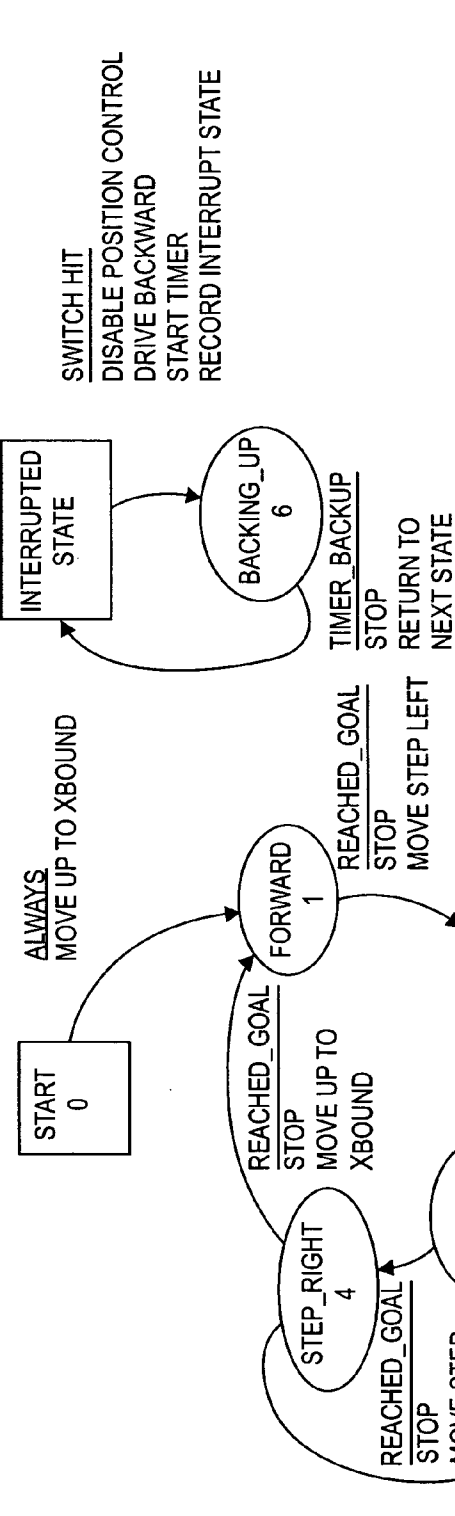 START
0
ALWAYS
MOVE UP TO XBOUND
INTERRUPTED
STATE
SWITCH HIT
DISABLE POSITION CONTROL
DRIVE BACKWARD
START TIMER
RECORD INTERRUPT STATE
BACKING_UP
6
TIMER_BACKUP
STOP
RETURN TO
NEXT STATE
FORWARD
1
REACHED_GOAL
STOP
MOVE STEP LEFT
REACHED_GOAL
STOP
MOVE UP TO
XBOUND
STEP_RIGHT
4
REACHED_GOAL
STOP
MOVE STEP